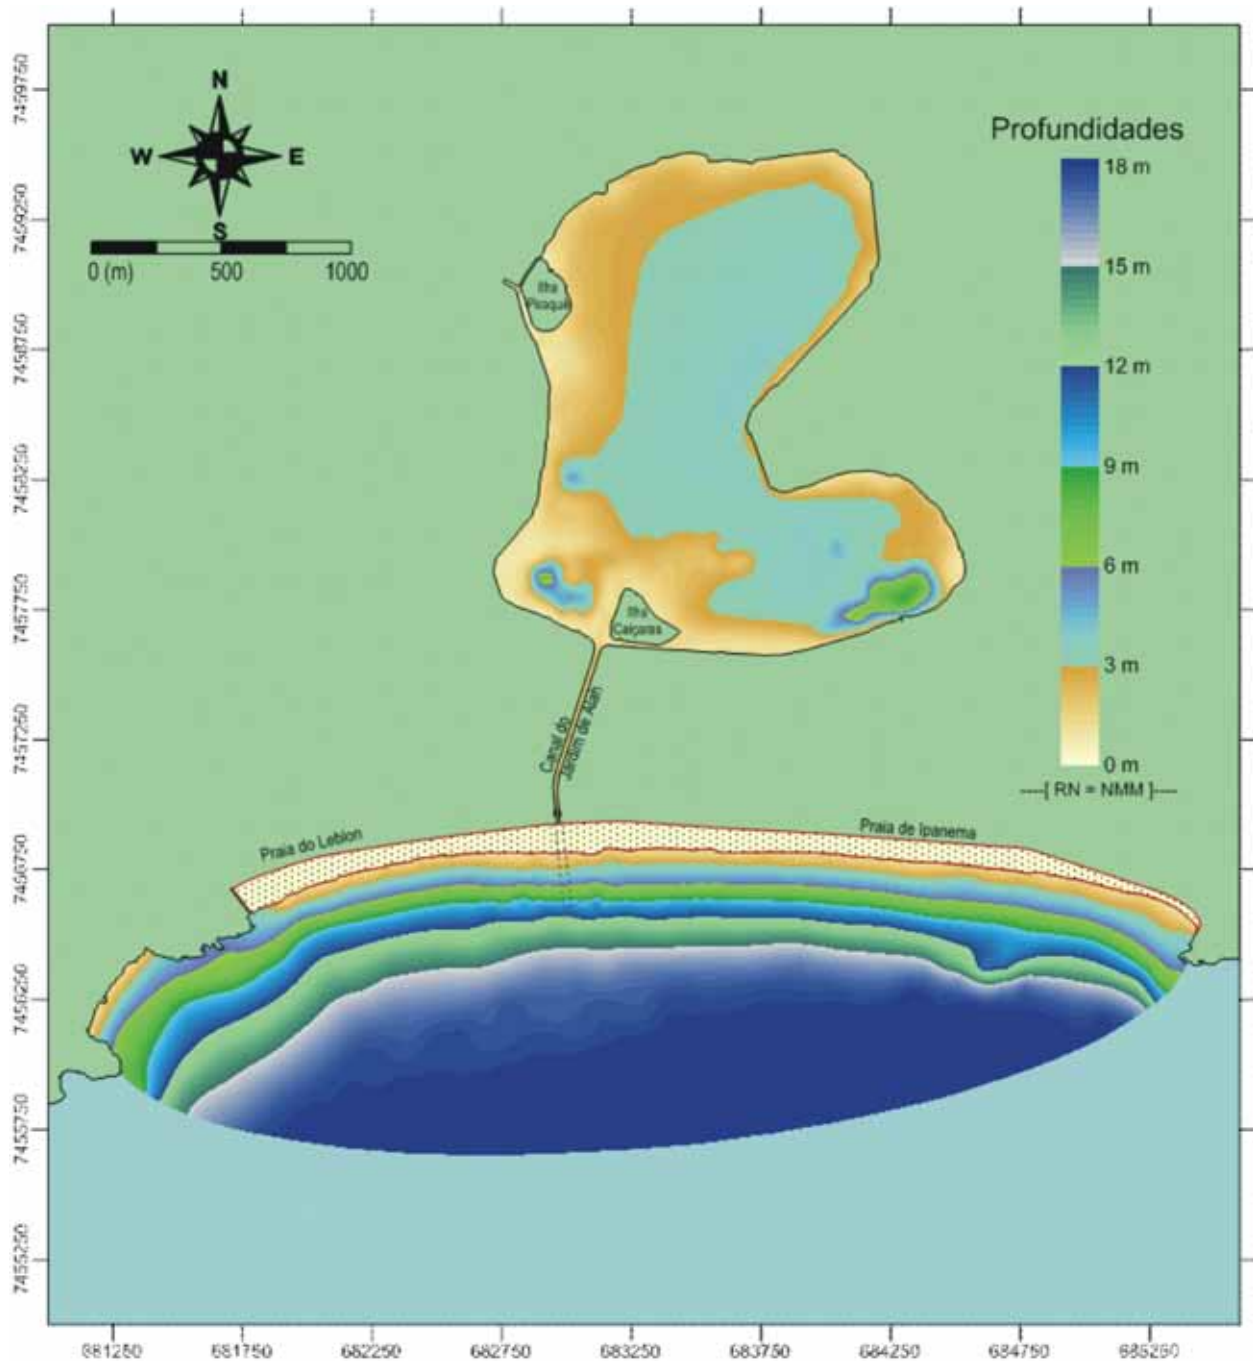 N
W E
S
0 (m) 500 1000
Profundidades
18 m
15 m
12 m
9 m
6 m
3 m
0 m
----[ RN = NMM ]----
Ilha
Piraquê
Ilha
Caiçaras
Canal do
Jardim de Alah
Praia do Leblon
Praia de Ipanema
7459750
7459250
7458750
7458250
7457750
7457250
7456750
7456250
7455750
7455250
681250 681750 682250 682750 683250 683750 684250 684750 685250